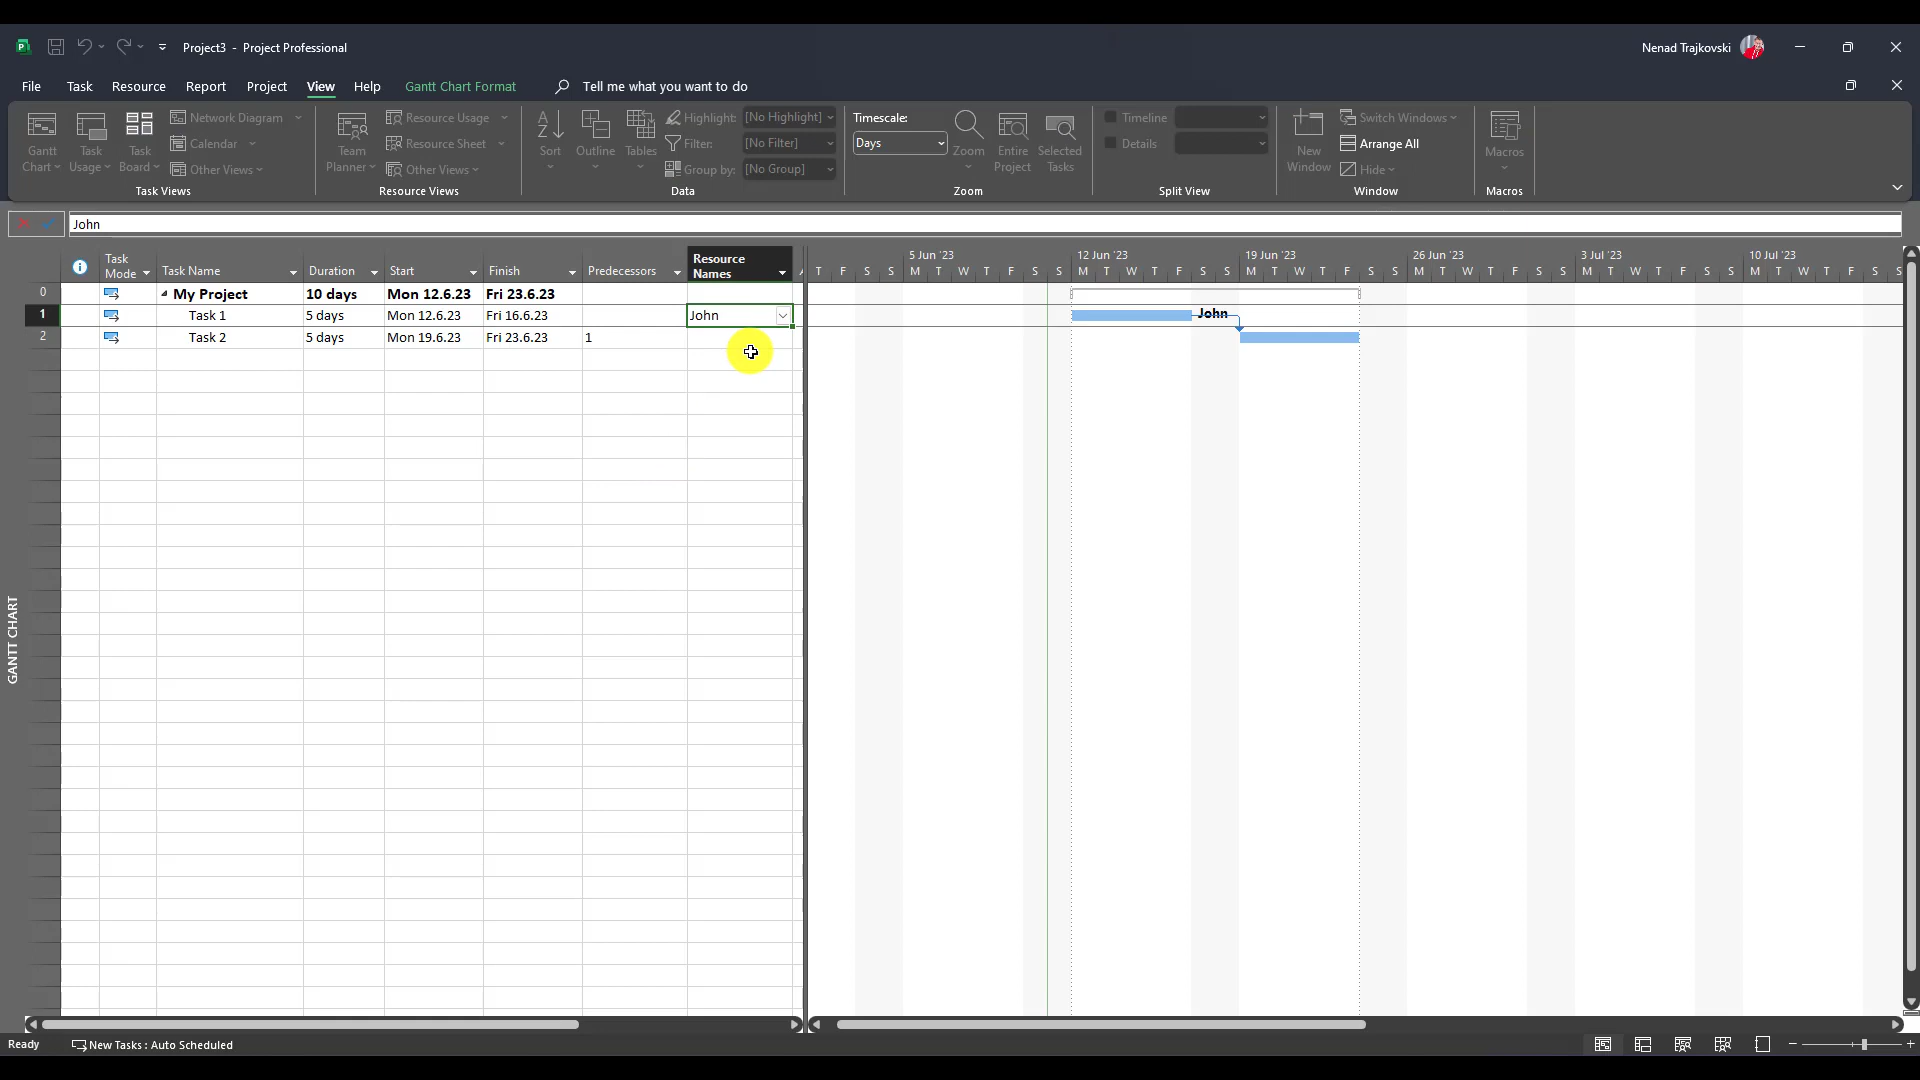 Project3 - Project Professional
Nenad Trajkovski
File Task Resource Report Project View Help Gantt Chart Format Tell me what you want to do
Gantt Chart
Task Usage
Task Board
Network Diagram
Calendar
Other Views
Task Views
Team Planner
Resource Usage
Resource Sheet
Other Views
Resource Views
Sort
Outline
Tables
Highlight: [No Highlight]
Filter: [No Filter]
Group by: [No Group]
Data
Timescale:
Days
Zoom
Entire Project
Selected Tasks
Zoom
Timeline
Details
Split View
New Window
Switch Windows
Arrange All
Hide
Window
Macros
Macros
John
Task Mode Task Name Duration Start Finish Predecessors Resource Names
5 Jun '23 12 Jun '23 19 Jun '23 26 Jun '23 3 Jul '23 10 Jul '23
T F S S M T W T F S S M T W T F S S M T W T F S S M T W T F S S M T W T F S S M T W T F S S
0 My Project 10 days Mon 12.6.23 Fri 23.6.23
1 Task 1 5 days Mon 12.6.23 Fri 16.6.23 John John
2 Task 2 5 days Mon 19.6.23 Fri 23.6.23 1
GANTT CHART
Ready New Tasks : Auto Scheduled